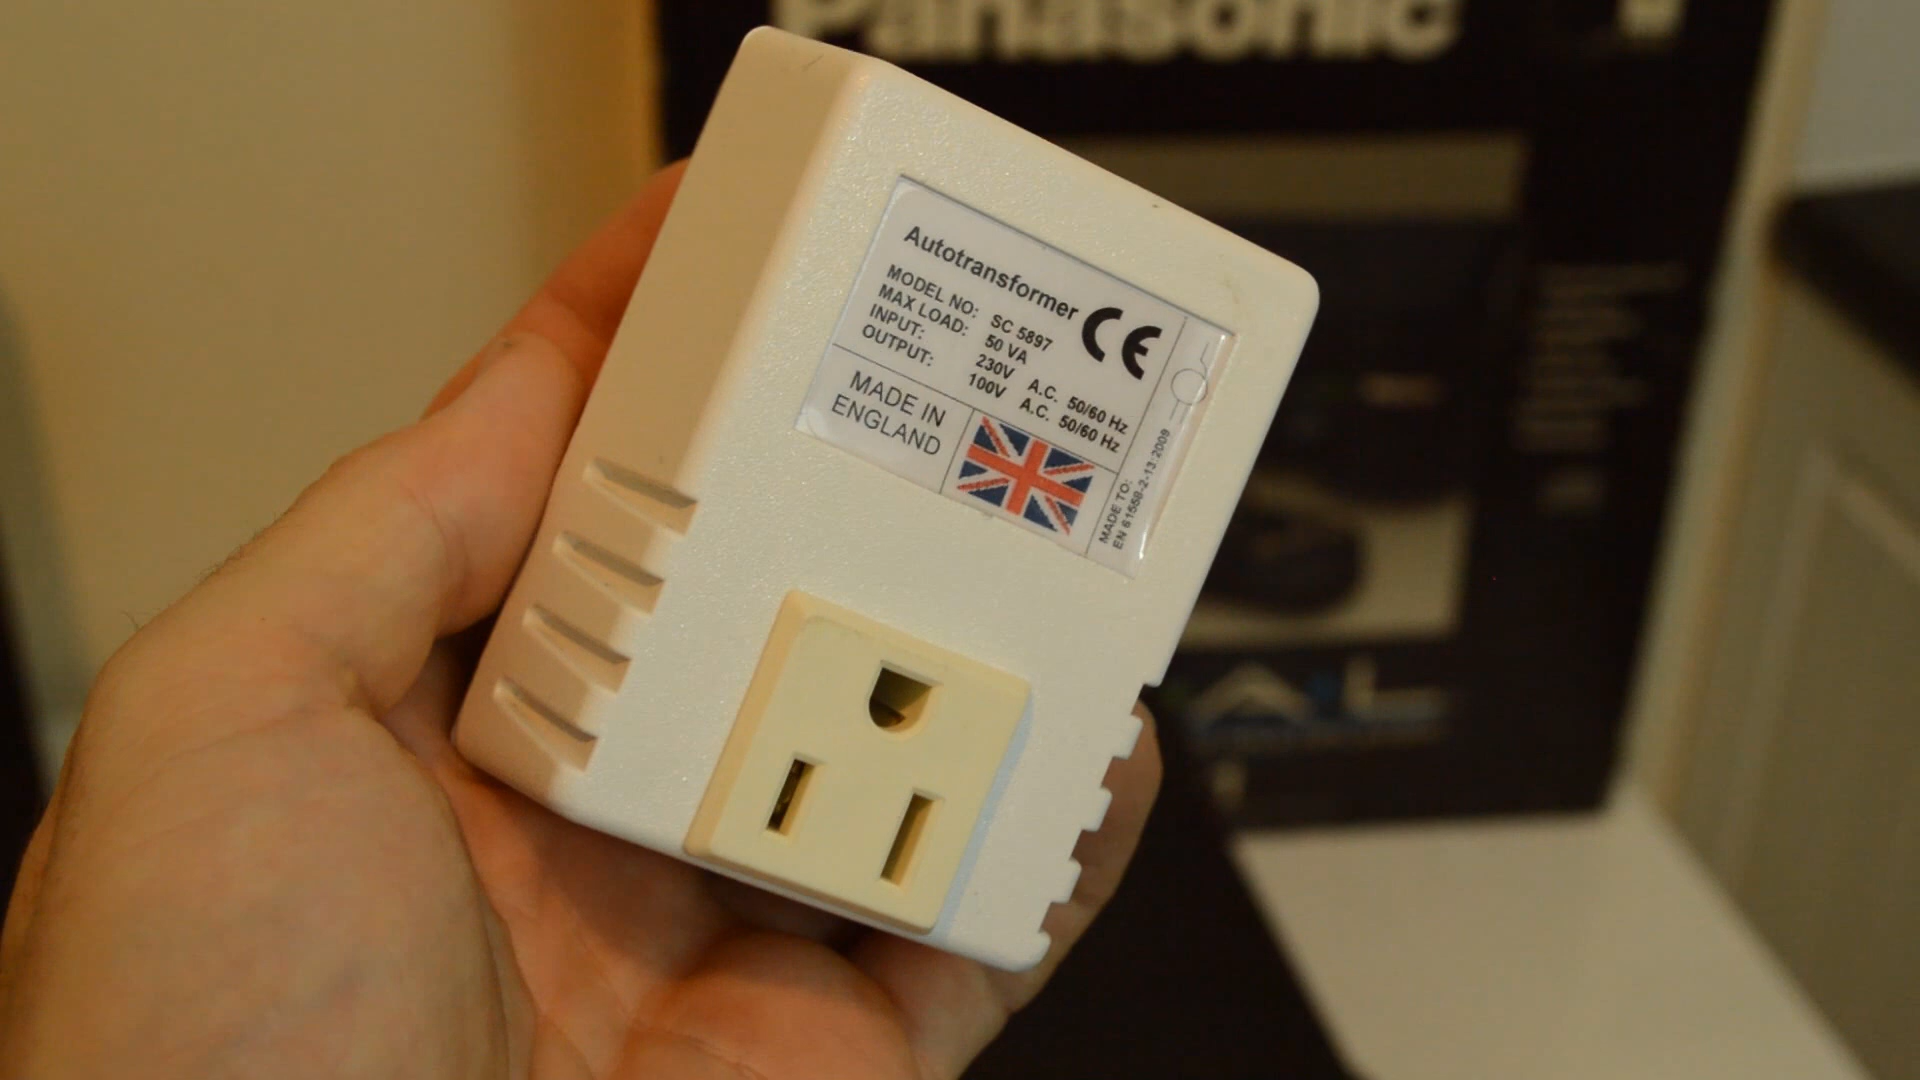 Panasonic
Autotransformer CE
MODEL NO: SC 5897
MAX LOAD: 50 VA
INPUT: 230V A.C. 50/60 Hz
OUTPUT: 100V A.C. 50/60 Hz
MADE IN
ENGLAND
MADE TO:
EN 61558-2-13:2009